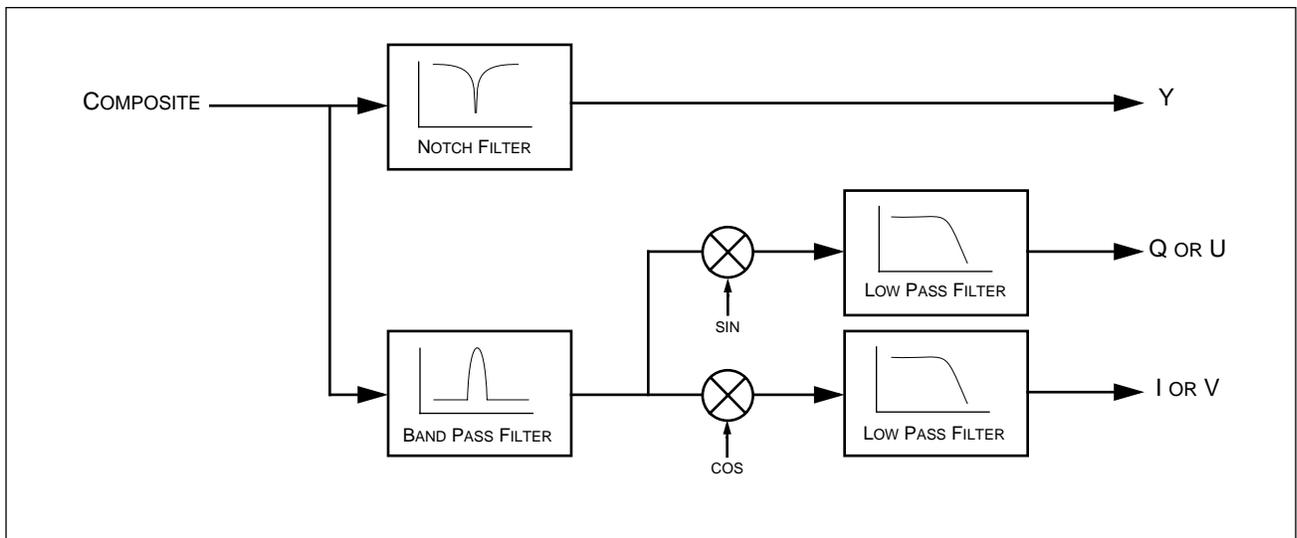 COMPOSITE
NOTCH FILTER
Y
SIN
LOW PASS FILTER
Q OR U
BAND PASS FILTER
COS
LOW PASS FILTER
I OR V